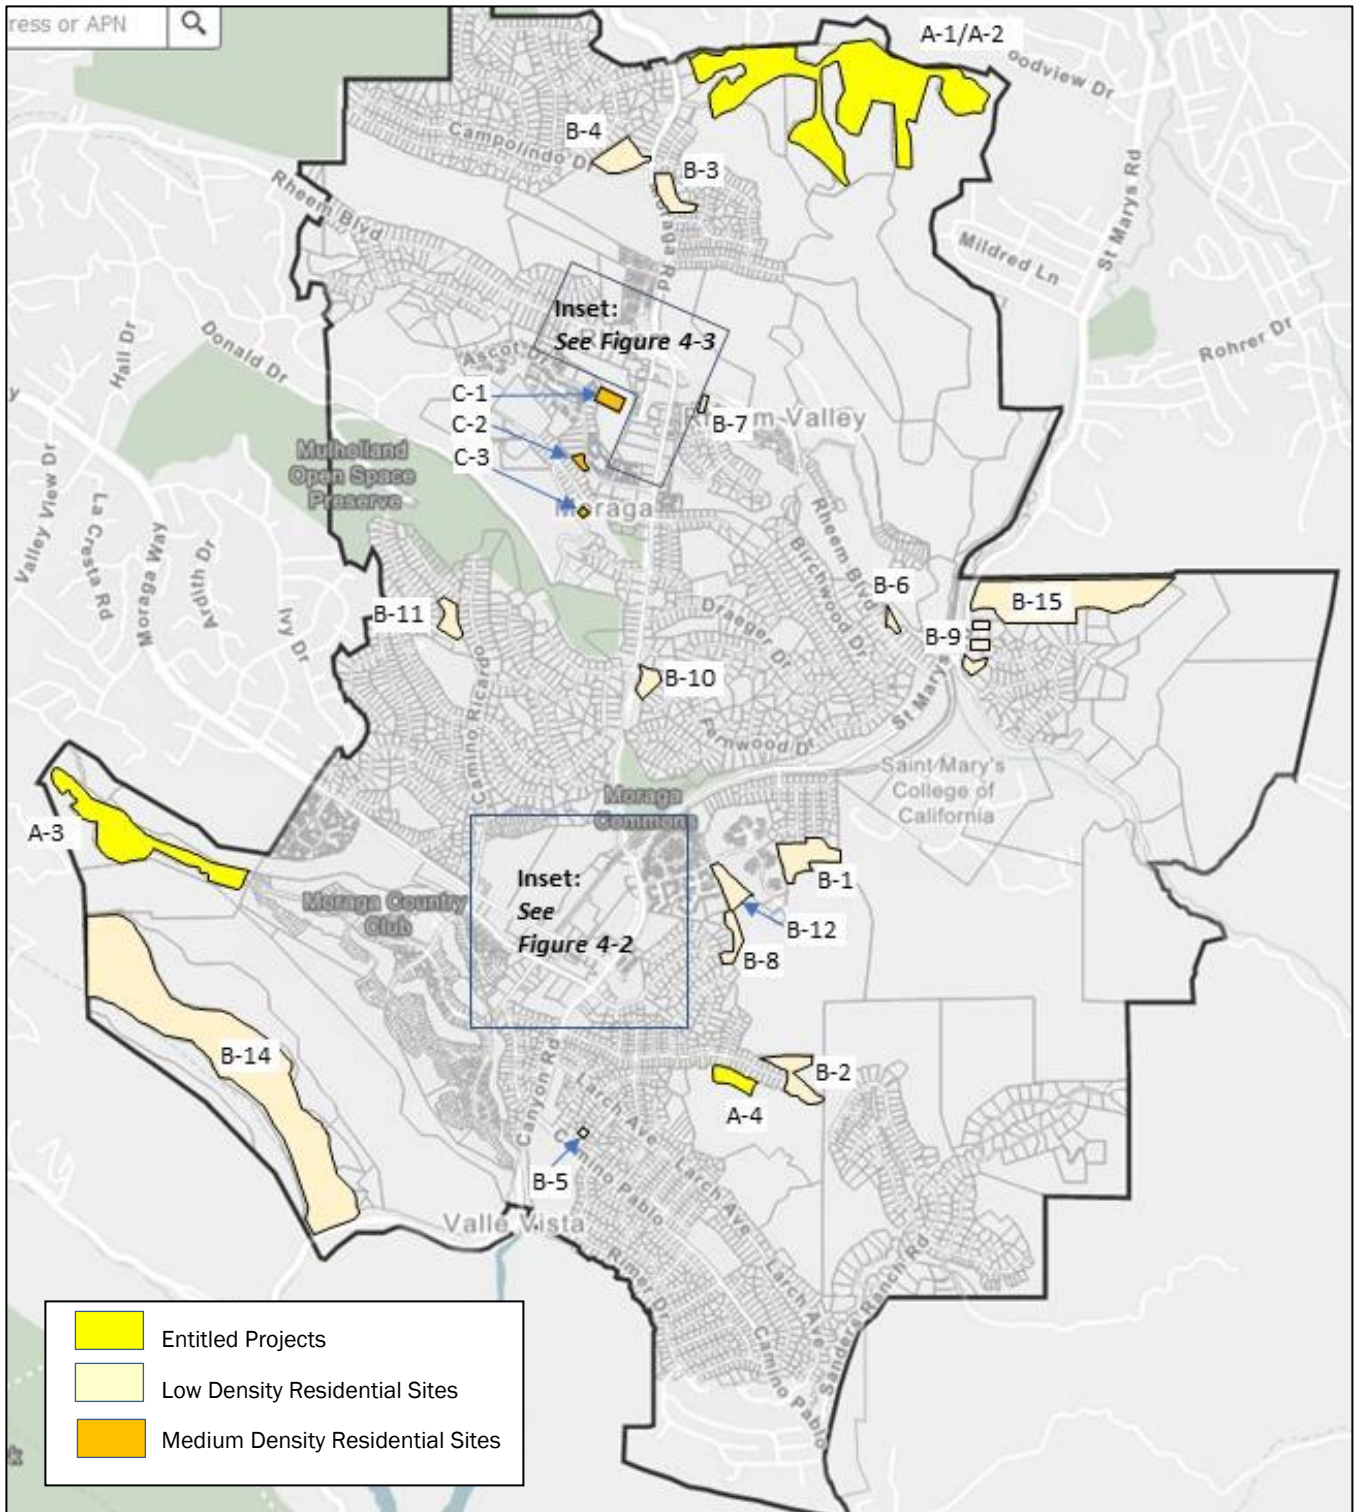 ress or APN
A-1/A-2
oodview Dr
B-4
Campolindo Dr
B-3
Rheem Blvd
aga Rd
St Marys Rd
Mildred Ln
Inset:
See Figure 4-3
Hall Dr
Donald Dr
Ascot Dr
Rohrer Dr
C-1
B-7
C-2
C-3
Mulholland
Open Space
Preserve
m Valley
Moraga
Valley View Dr
La Cresta Rd
Moraga Way
Ardith Dr
Ivy Dr
Rheem Blvd
Birchwood Dr
B-6
B-15
B-11
Draeger Dr
B-9
B-10
Camino Ricardo
St Marys
Fernwood Dr
Saint Mary's
College of
California
Moraga
Commons
A-3
B-1
Inset:
See
Figure 4-2
Moraga Country
Club
B-12
B-8
B-14
Canyon Rd
B-2
A-4
Larch Ave
B-5
Camino Pablo
Larch Ave
Valle Vista
Rimer Dr
Larch Ave
Sanders Ranch Rd
Camino Pablo
Entitled Projects
Low Density Residential Sites
Medium Density Residential Sites